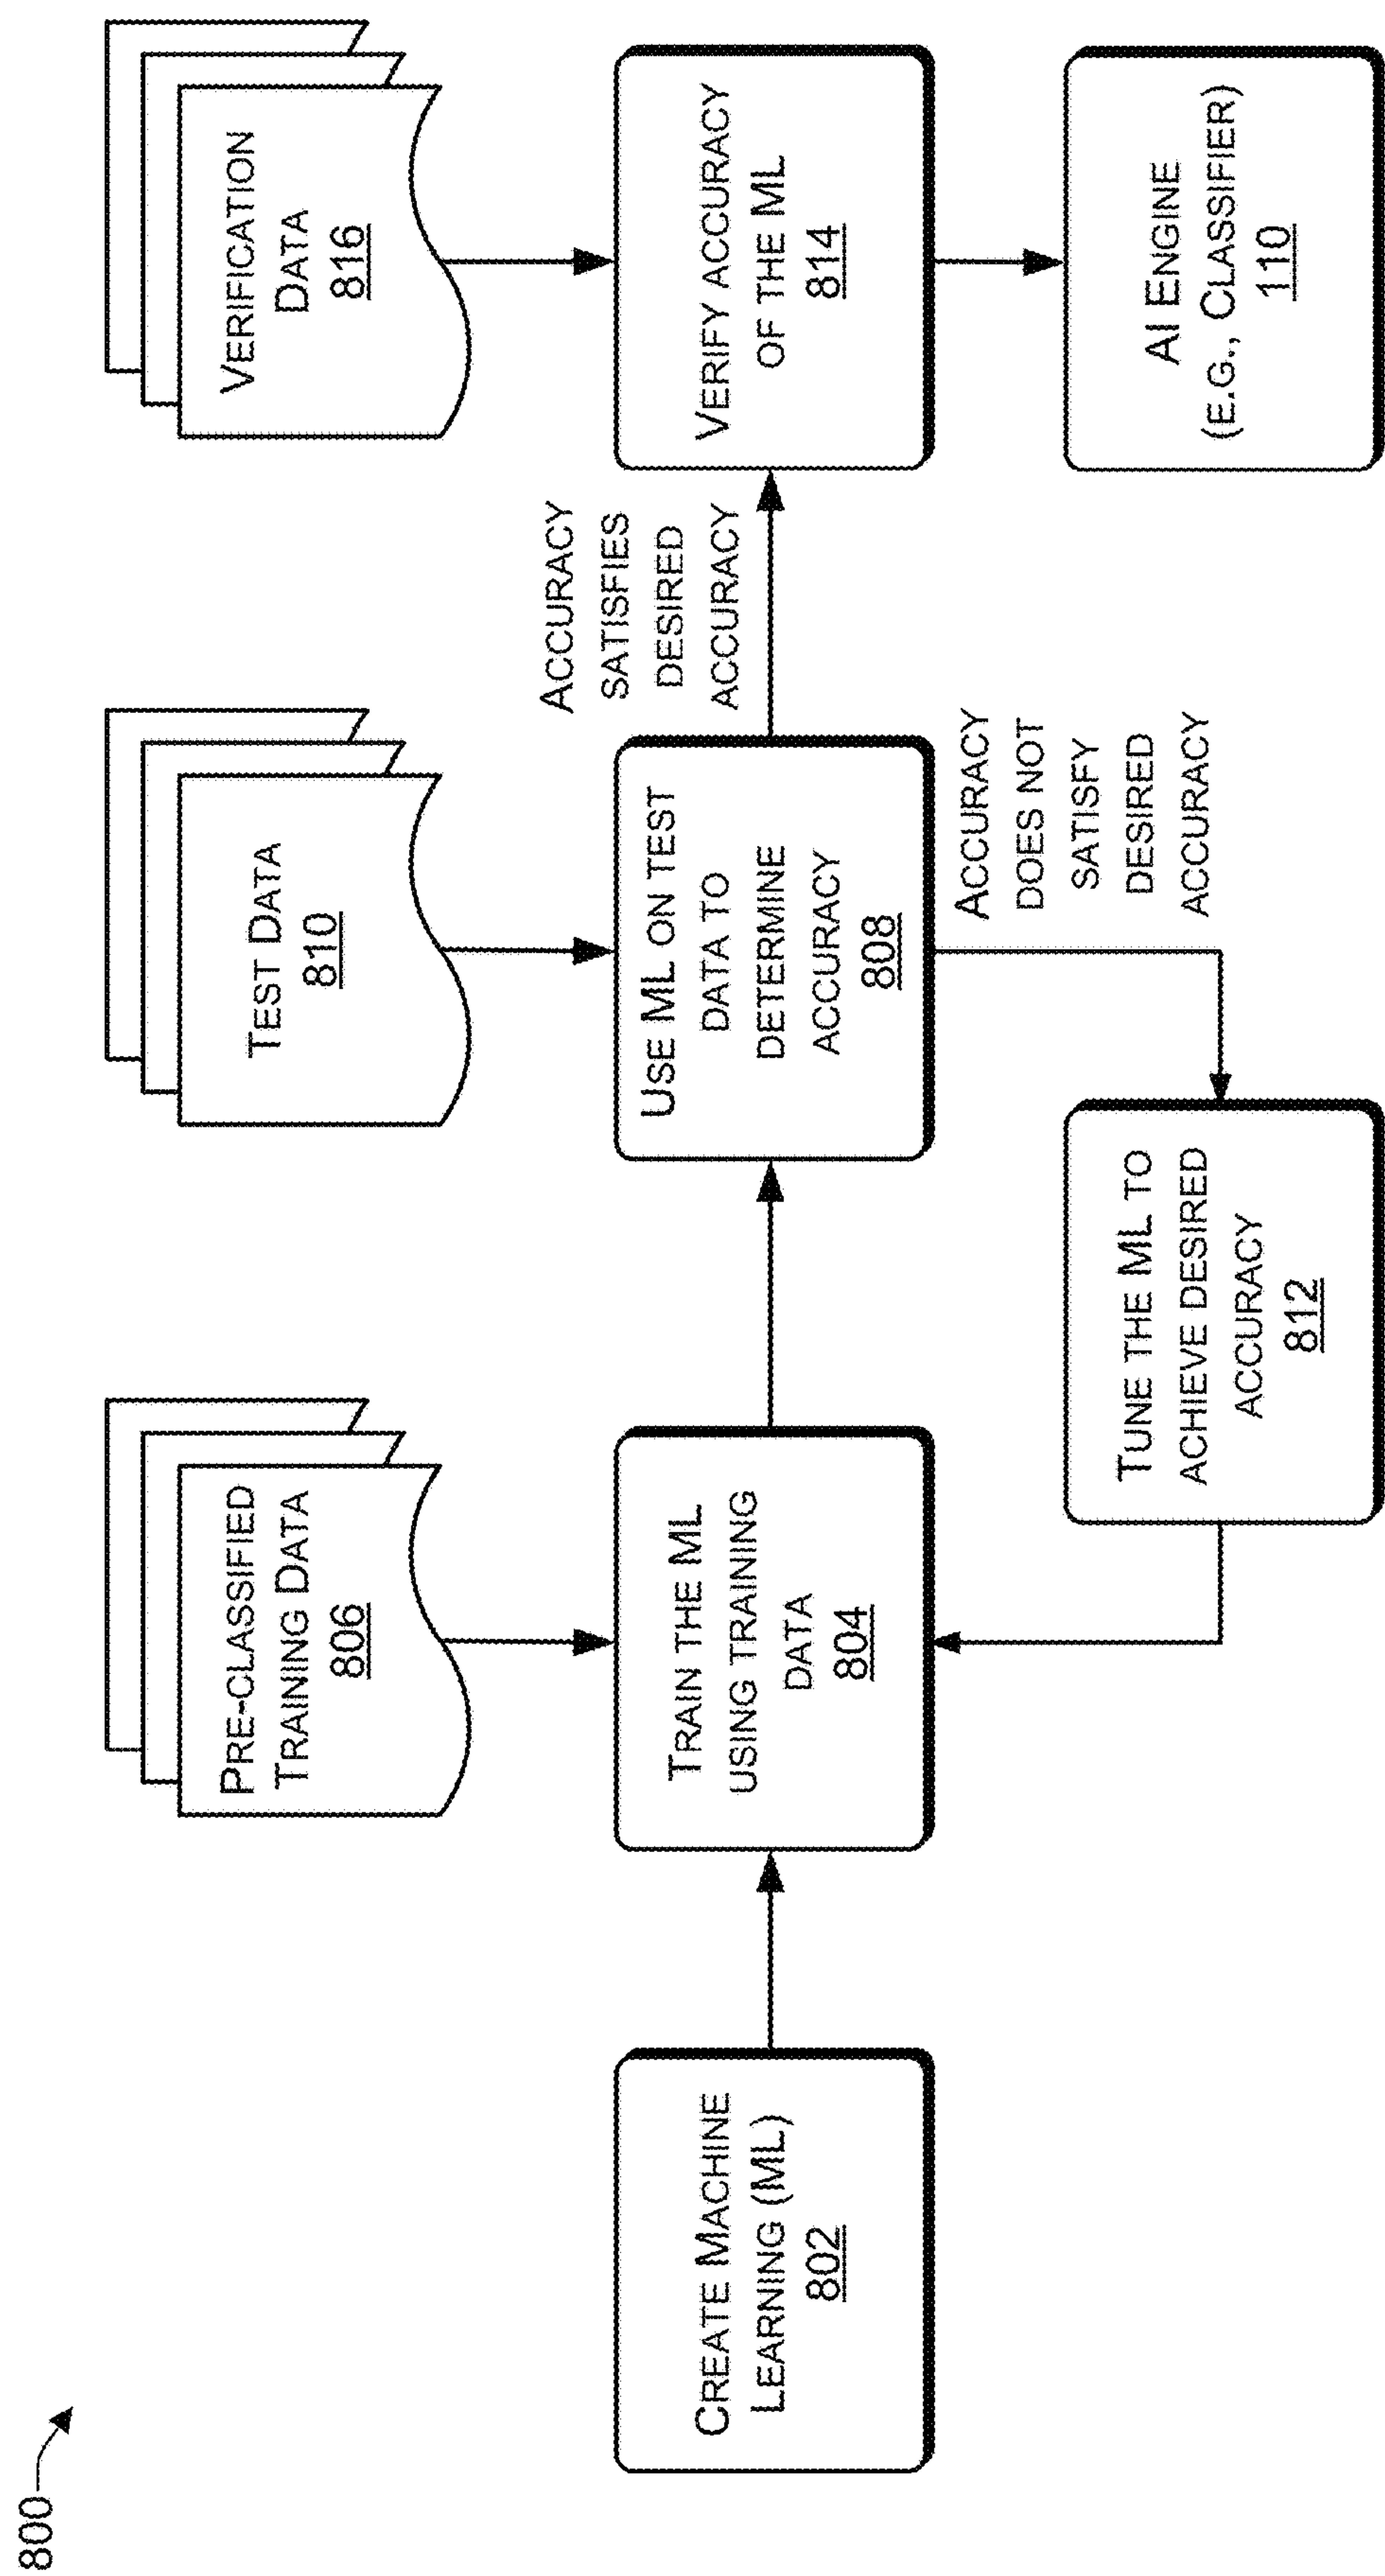 800
CREATE MACHINE
LEARNING (ML)
802
PRE-CLASSIFIED
TRAINING DATA
806
TRAIN THE ML
USING TRAINING
DATA
804
TEST DATA
810
USE ML ON TEST
DATA TO
DETERMINE
ACCURACY
808
ACCURACY
DOES NOT
SATISFY
DESIRED
ACCURACY
TUNE THE ML TO
ACHIEVE DESIRED
ACCURACY
812
ACCURACY
SATISFIES
DESIRED
ACCURACY
VERIFICATION
DATA
816
VERIFY ACCURACY
OF THE ML
814
AI ENGINE
(E.G., CLASSIFIER)
110